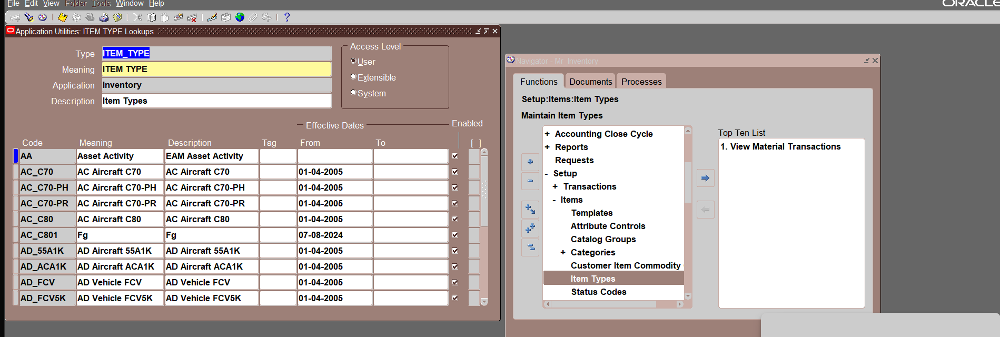 File Edit View Folder Tools Window Help
ORACLE
Application Utilities: ITEM TYPE Lookups
Type ITEM_TYPE
Meaning ITEM TYPE
Application Inventory
Description Item Types
Access Level
User
Extensible
System
Effective Dates
Enabled
Code Meaning Description Tag From To [ ]
AA Asset Activity EAM Asset Activity
AC_C70 AC Aircraft C70 AC Aircraft C70 01-04-2005
AC_C70-PH AC Aircraft C70-PH AC Aircraft C70-PH 01-04-2005
AC_C70-PR AC Aircraft C70-PR AC Aircraft C70-PR 01-04-2005
AC_C80 AC Aircraft C80 AC Aircraft C80 01-04-2005
AC_C801 Fg Fg 07-08-2024
AD_55A1K AD Aircraft 55A1K AD Aircraft 55A1K 01-04-2005
AD_ACA1K AD Aircraft ACA1K AD Aircraft ACA1K 01-04-2005
AD_FCV AD Vehicle FCV AD Vehicle FCV 01-04-2005
AD_FCV5K AD Vehicle FCV5K AD Vehicle FCV5K 01-04-2005
Navigator - Mr_Inventory
Functions Documents Processes
Setup:Items:Item Types
Maintain Item Types
+ Accounting Close Cycle
+ Reports
Requests
- Setup
+ Transactions
- Items
Templates
Attribute Controls
Catalog Groups
+ Categories
Customer Item Commodity
Item Types
Status Codes
Top Ten List
1. View Material Transactions